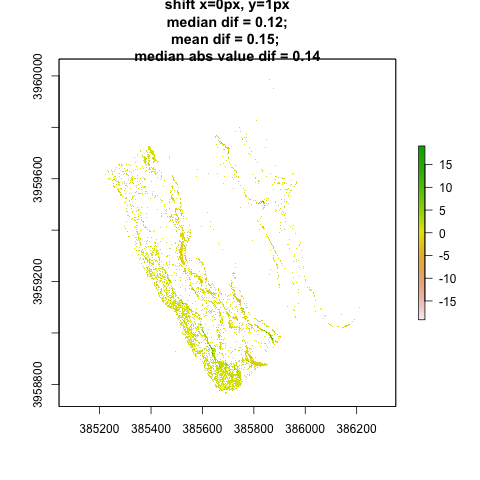 shift x=0px, y=1px
median dif = 0.12;
mean dif = 0.15;
median abs value dif = 0.14
3960000
3959600
3959200
3958800
15
10
5
0
-5
-10
-15
385200 385400 385600 385800 386000 386200